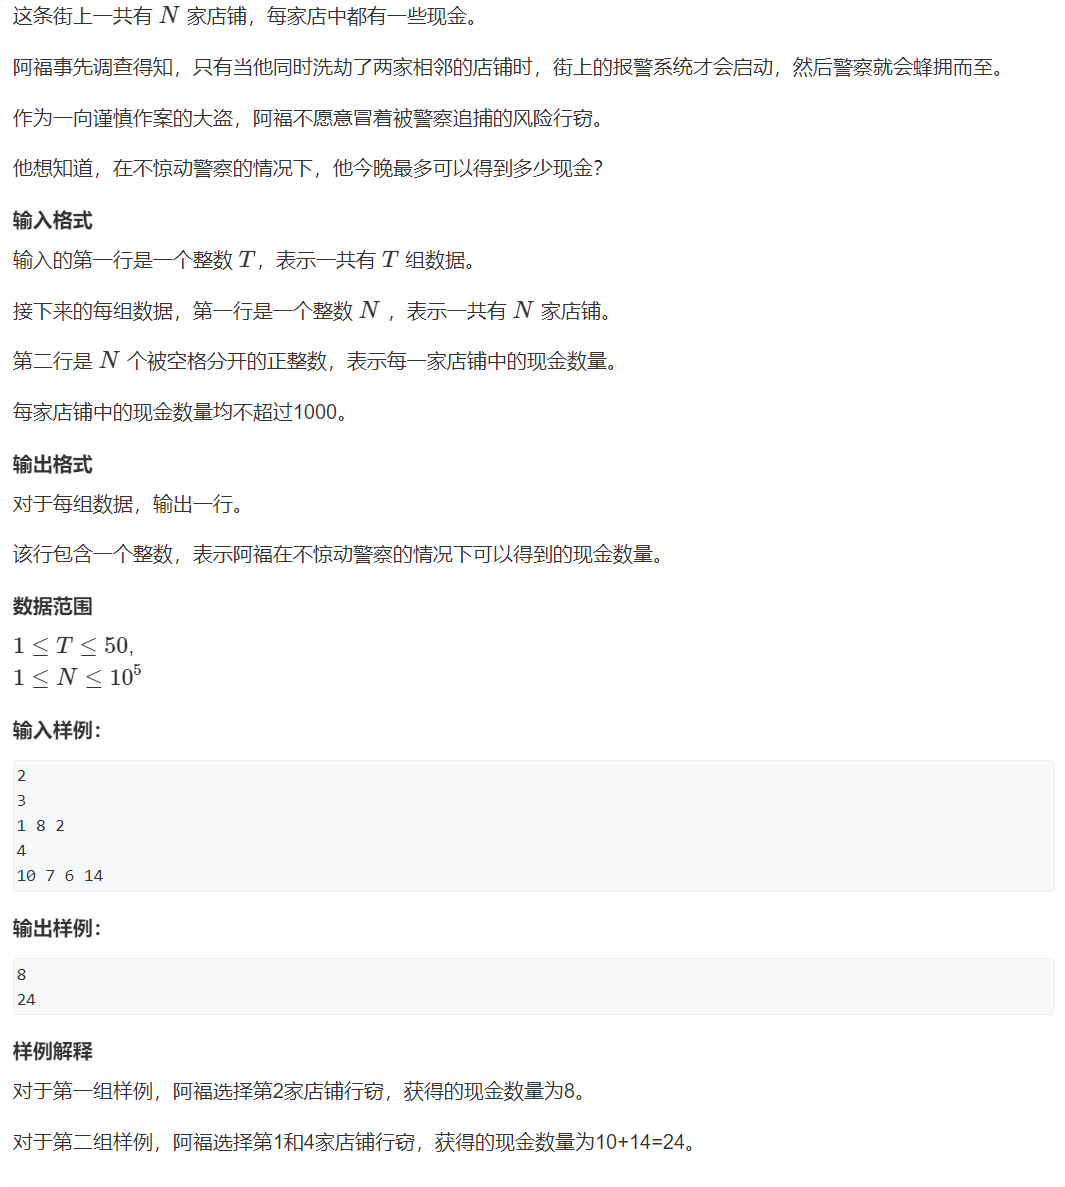 这条街上一共有 N 家店铺，每家店中都有一些现金。
阿福事先调查得知，只有当他同时洗劫了两家相邻的店铺时，街上的报警系统才会启动，然后警察就会蜂拥而至。
作为一向谨慎作案的大盗，阿福不愿意冒着被警察追捕的风险行窃。
他想知道，在不惊动警察的情况下，他今晚最多可以得到多少现金？
输入格式
输入的第一行是一个整数 T，表示一共有 T 组数据。
接下来的每组数据，第一行是一个整数 N ，表示一共有 N 家店铺。
第二行是 N 个被空格分开的正整数，表示每一家店铺中的现金数量。
每家店铺中的现金数量均不超过1000。
输出格式
对于每组数据，输出一行。
该行包含一个整数，表示阿福在不惊动警察的情况下可以得到的现金数量。
数据范围
1 ≤ T ≤ 50,
1 ≤ N ≤ 10⁵
输入样例：
2
3
1 8 2
4
10 7 6 14
输出样例：
8
24
样例解释
对于第一组样例，阿福选择第2家店铺行窃，获得的现金数量为8。
对于第二组样例，阿福选择第1和4家店铺行窃，获得的现金数量为10+14=24。